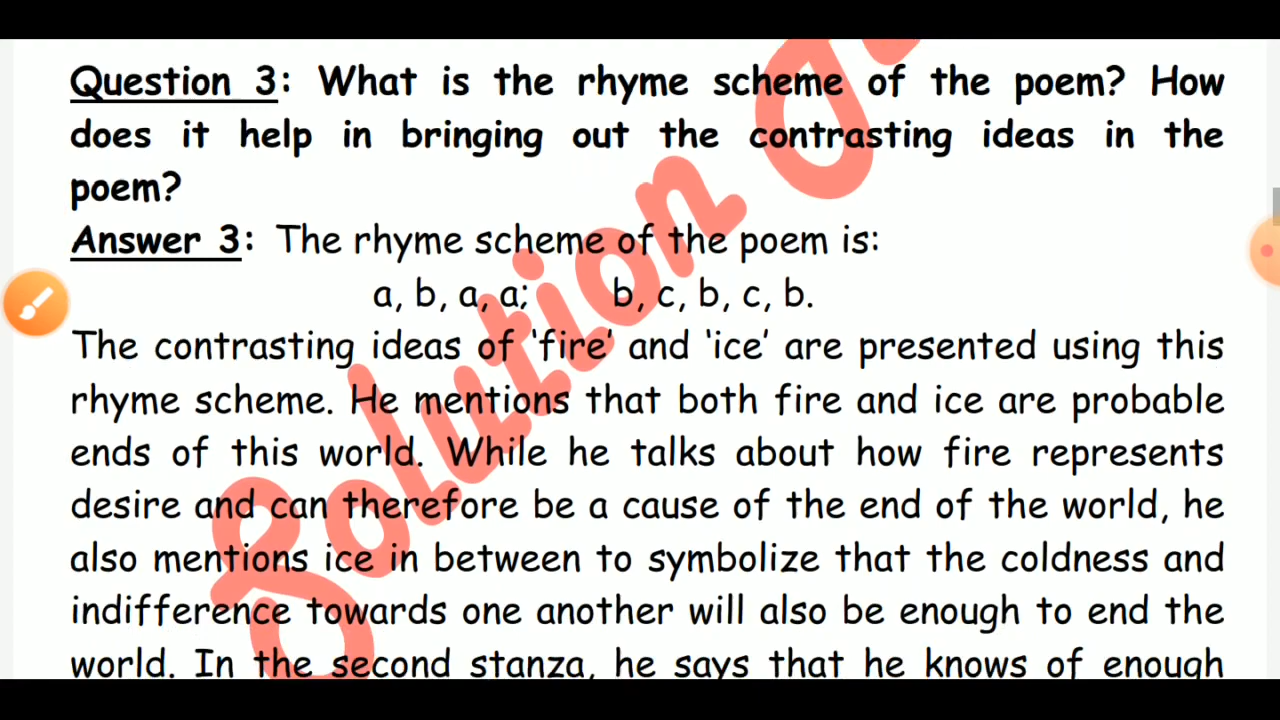 Question 3: What is the rhyme scheme of the poem? How
does it help in bringing out the contrasting ideas in the
poem?
Answer 3: The rhyme scheme of the poem is:
a, b, a, a; b, c, b, c, b.
The contrasting ideas of ‘fire’ and ‘ice’ are presented using this
rhyme scheme. He mentions that both fire and ice are probable
ends of this world. While he talks about how fire represents
desire and can therefore be a cause of the end of the world, he
also mentions ice in between to symbolize that the coldness and
indifference towards one another will also be enough to end the
world. In the second stanza, he says that he knows of enough
Solution